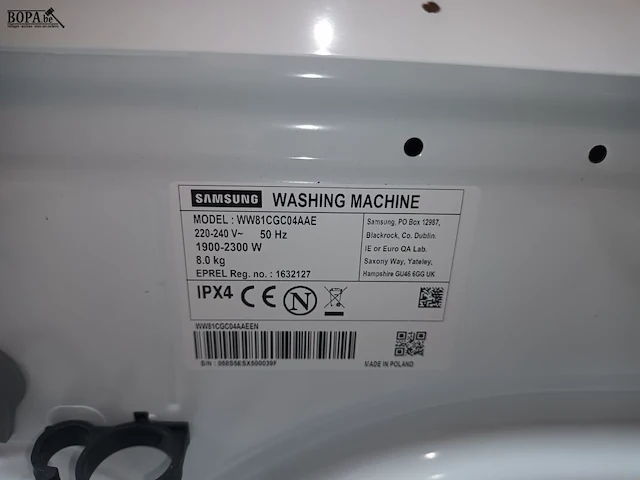 BOPA.be
SAMSUNG WASHING MACHINE
MODEL : WW81CGC04AAE
220-240 V~ 50 Hz
1900-2300 W
8.0 kg
EPREL Reg. no. : 1632127
Samsung, PO Box 12987,
Blackrock, Co. Dublin.
IE or Euro QA Lab.
Saxony Way, Yateley,
Hampshire GU46 6GG UK
IPX4 CE N
WW81CGC04AAEEN
S/N :
MADE IN POLAND